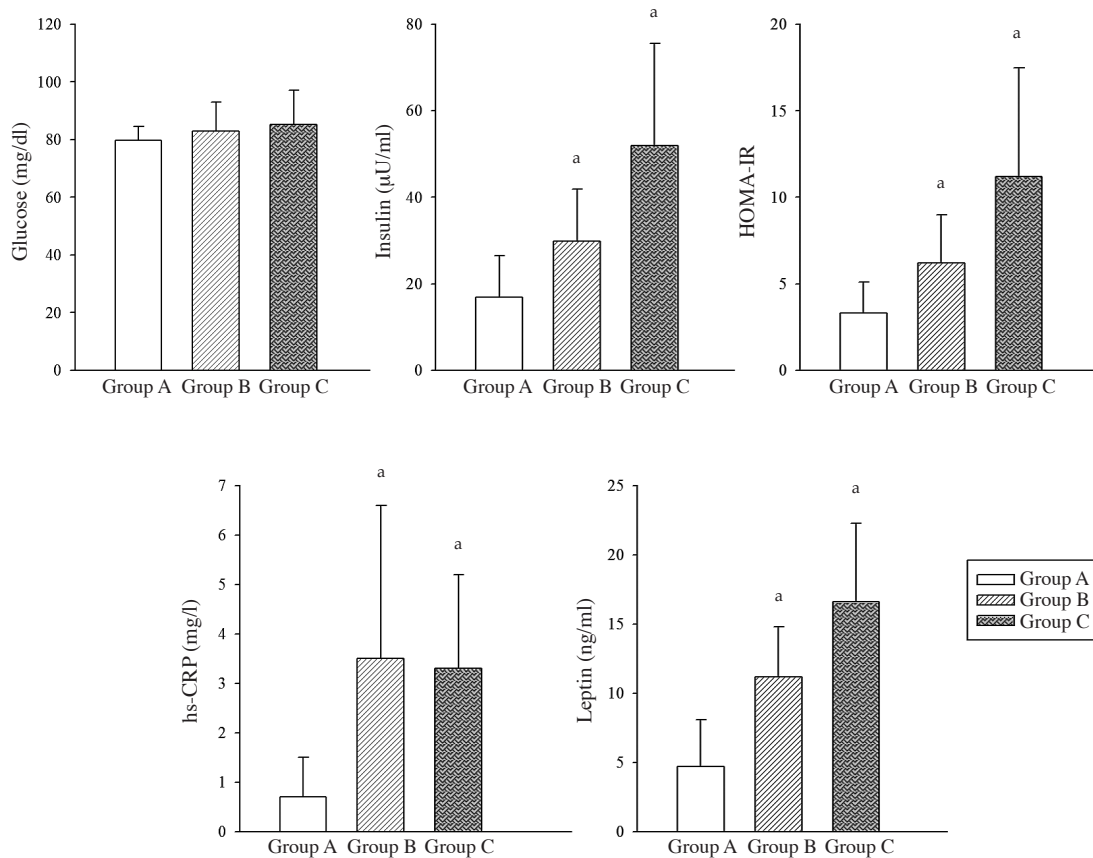 Glucose (mg/dl)
120
100
80
60
40
20
0
Group A Group B Group C
Insulin (μU/ml)
80
60
40
20
0
a
a
Group A Group B Group C
HOMA-IR
20
15
10
5
0
a
a
Group A Group B Group C
hs-CRP (mg/l)
7
6
5
4
3
2
1
0
a
a
Group A Group B Group C
Leptin (ng/ml)
25
20
15
10
5
0
a
a
Group A Group B Group C
Group A
Group B
Group C